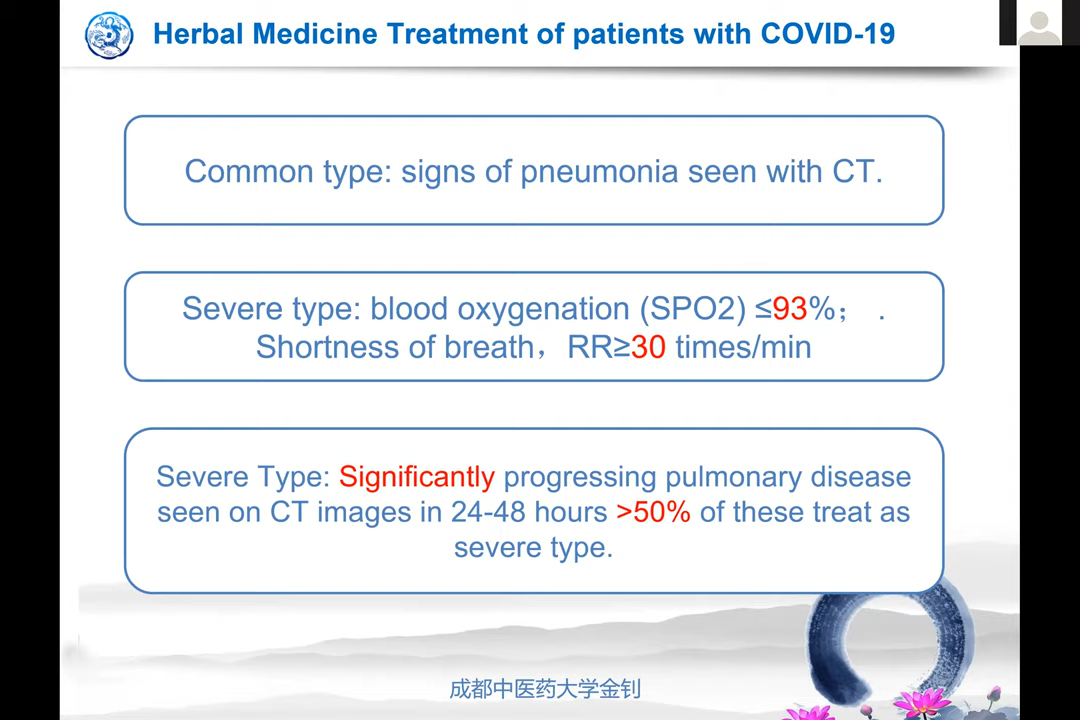 Herbal Medicine Treatment of patients with COVID-19
Common type: signs of pneumonia seen with CT.
Severe type: blood oxygenation (SPO2) ≤93%； .
Shortness of breath，RR≥30 times/min
Severe Type: Significantly progressing pulmonary disease
seen on CT images in 24-48 hours >50% of these treat as
severe type.
成都中医药大学金钊